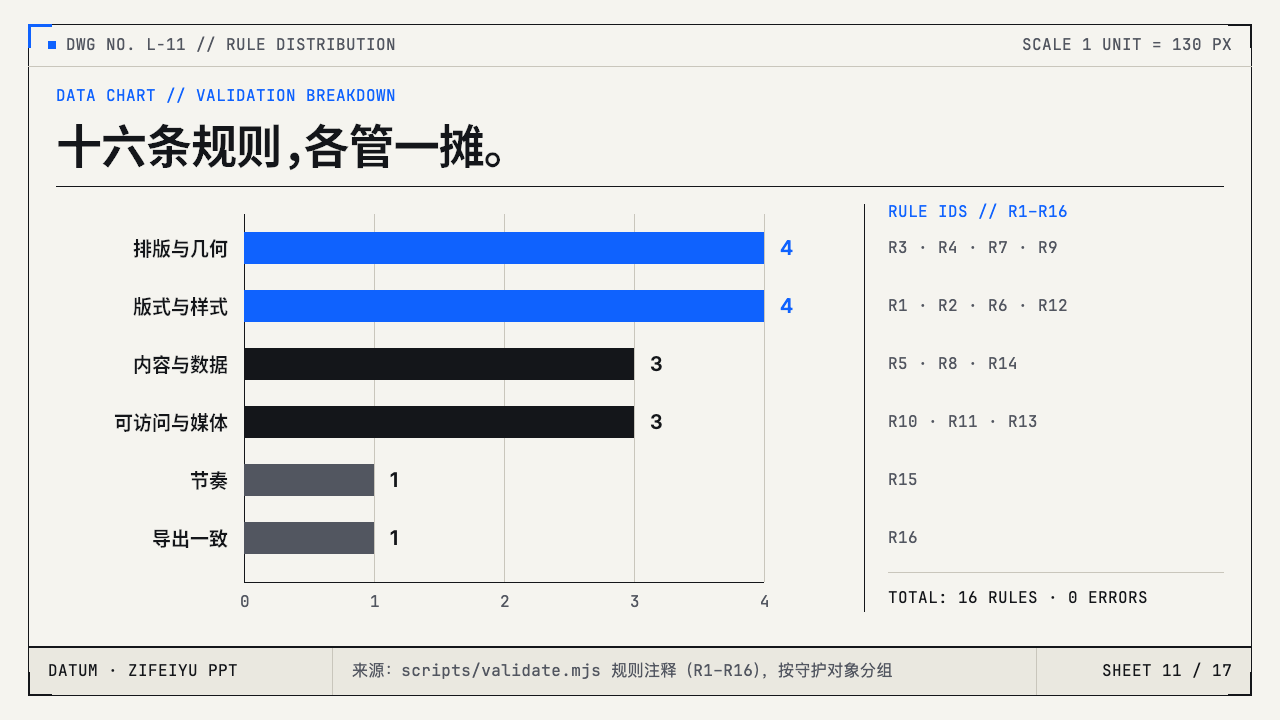 DWG NO. L-11 // RULE DISTRIBUTION
SCALE 1 UNIT = 130 PX
DATA CHART // VALIDATION BREAKDOWN
十六条规则，各管一摊。
RULE IDS // R1–R16
排版与几何 4 R3 · R4 · R7 · R9
版式与样式 4 R1 · R2 · R6 · R12
内容与数据 3 R5 · R8 · R14
可访问与媒体 3 R10 · R11 · R13
节奏 1 R15
导出一致 1 R16
0 1 2 3 4
TOTAL: 16 RULES · 0 ERRORS
DATUM · ZIFEIYU PPT
来源：scripts/validate.mjs 规则注释（R1–R16），按守护对象分组
SHEET 11 / 17